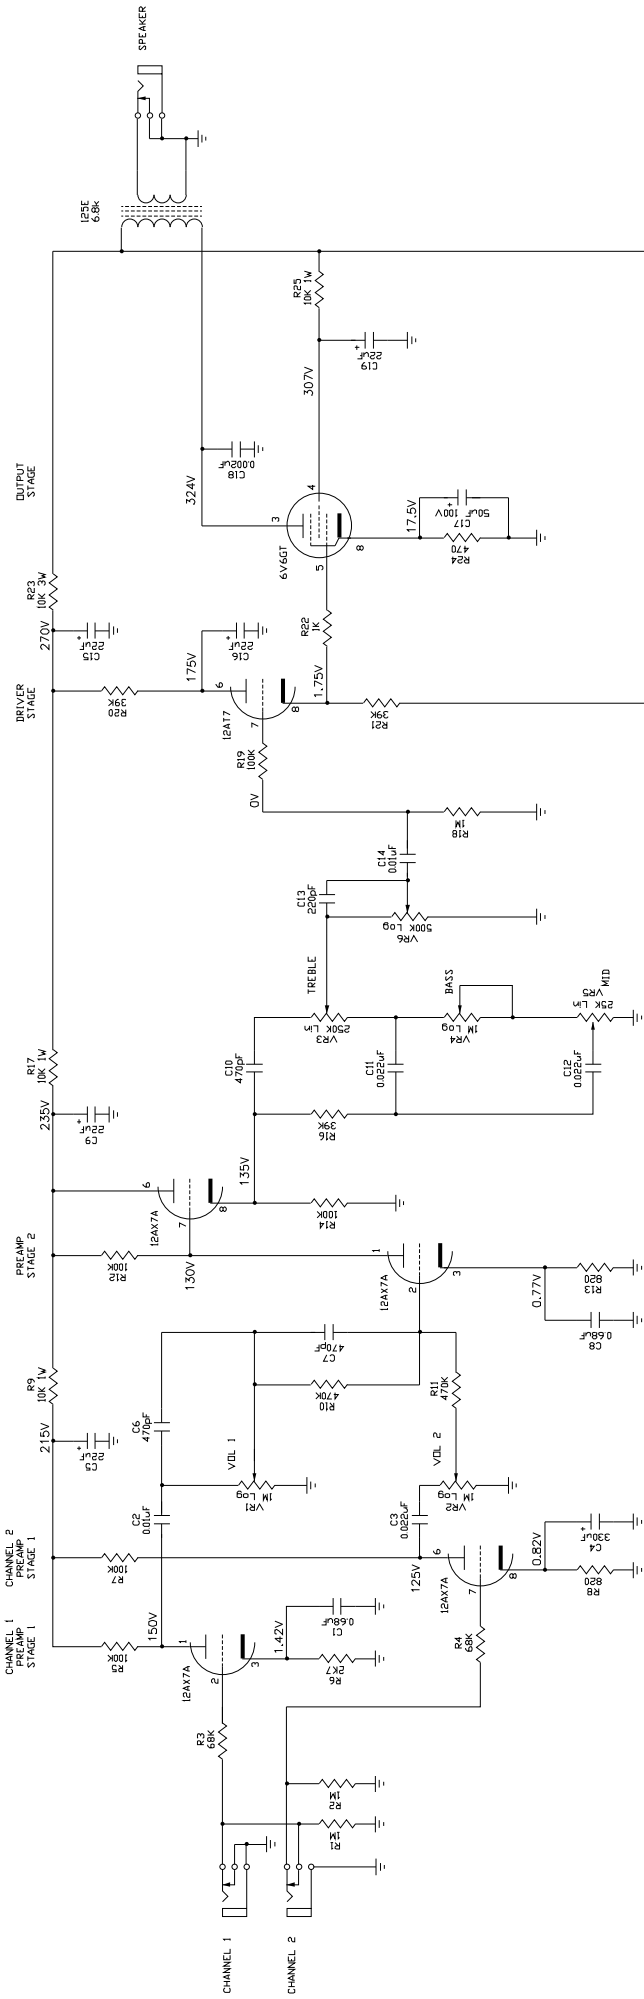 CHANNEL 1
CHANNEL 2
R1
1M
R2
1M
R3
68K
R4
68K
CHANNEL 1
PREAMP
STAGE 1
R5
100K
150V
12AX7A
1
2
3
1.42V
R6
2K7
C1
0.68uF
CHANNEL 2
PREAMP
STAGE 1
R7
100K
125V
12AX7A
6
7
8
0.82V
R8
820
C4
330uF
C2
0.01uF
C3
0.022uF
VR1
1M Log
VOL 1
VR2
1M Log
VOL 2
215V
C5
22uF
+
R9
10K 1W
C6
470pF
C7
470pF
R10
470K
R11
470K
PREAMP
STAGE 2
R12
100K
130V
12AX7A
1
2
3
0.77V
R13
820
C8
0.68uF
12AX7A
6
7
8
135V
R14
100K
235V
C9
22uF
+
R17
10K 1W
R16
39K
C10
470pF
C11
0.022uF
C12
0.022uF
TREBLE
VR3
250K Lin
BASS
VR4
1M Log
MID
VR5
25K Lin
VR6
500K Log
C13
220pF
C14
0.01uF
R18
1M
0V
R19
100K
DRIVER
STAGE
R20
39K
175V
12AT7
6
7
8
C16
22uF
+
1.75V
R21
39K
270V
C15
22uF
+
R23
10K 3W
R22
1K
OUTPUT
STAGE
6V6GT
3
4
5
8
324V
C18
0.002uF
307V
C19
22uF
+
R25
10K 1W
17.5V
R24
470
C17
50uF 100V
+
125E
6.8k
SPEAKER